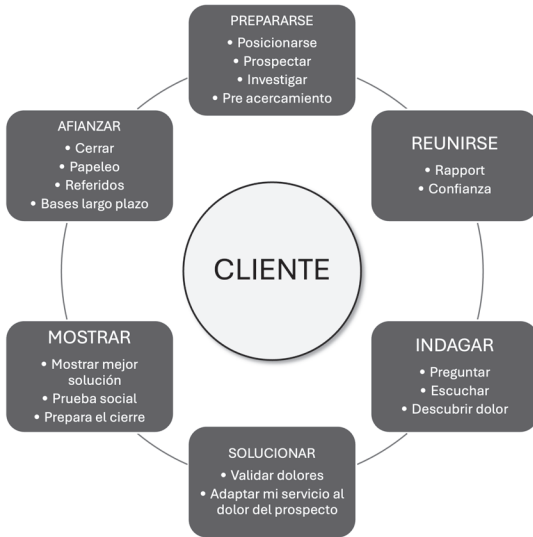 PREPARARSE
• Posicionarse
• Prospectar
• Investigar
• Pre acercamiento
REUNIRSE
• Rapport
• Confianza
INDAGAR
• Preguntar
• Escuchar
• Descubrir dolor
SOLUCIONAR
• Validar dolores
• Adaptar mi servicio al
dolor del prospecto
MOSTRAR
• Mostrar mejor
solución
• Prueba social
• Prepara el cierre
AFIANZAR
• Cerrar
• Papeleo
• Referidos
• Bases largo plazo
CLIENTE